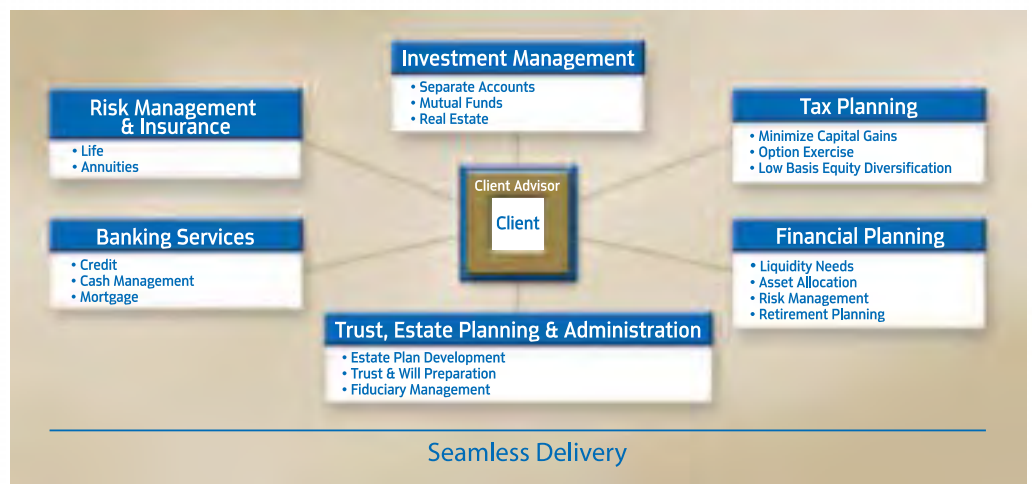 Investment Management
• Separate Accounts
• Mutual Funds
• Real Estate
Risk Management
& Insurance
• Life
• Annuities
Tax Planning
• Minimize Capital Gains
• Option Exercise
• Low Basis Equity Diversification
Client Advisor
Client
Banking Services
• Credit
• Cash Management
• Mortgage
Financial Planning
• Liquidity Needs
• Asset Allocation
• Risk Management
• Retirement Planning
Trust, Estate Planning & Administration
• Estate Plan Development
• Trust & Will Preparation
• Fiduciary Management
Seamless Delivery